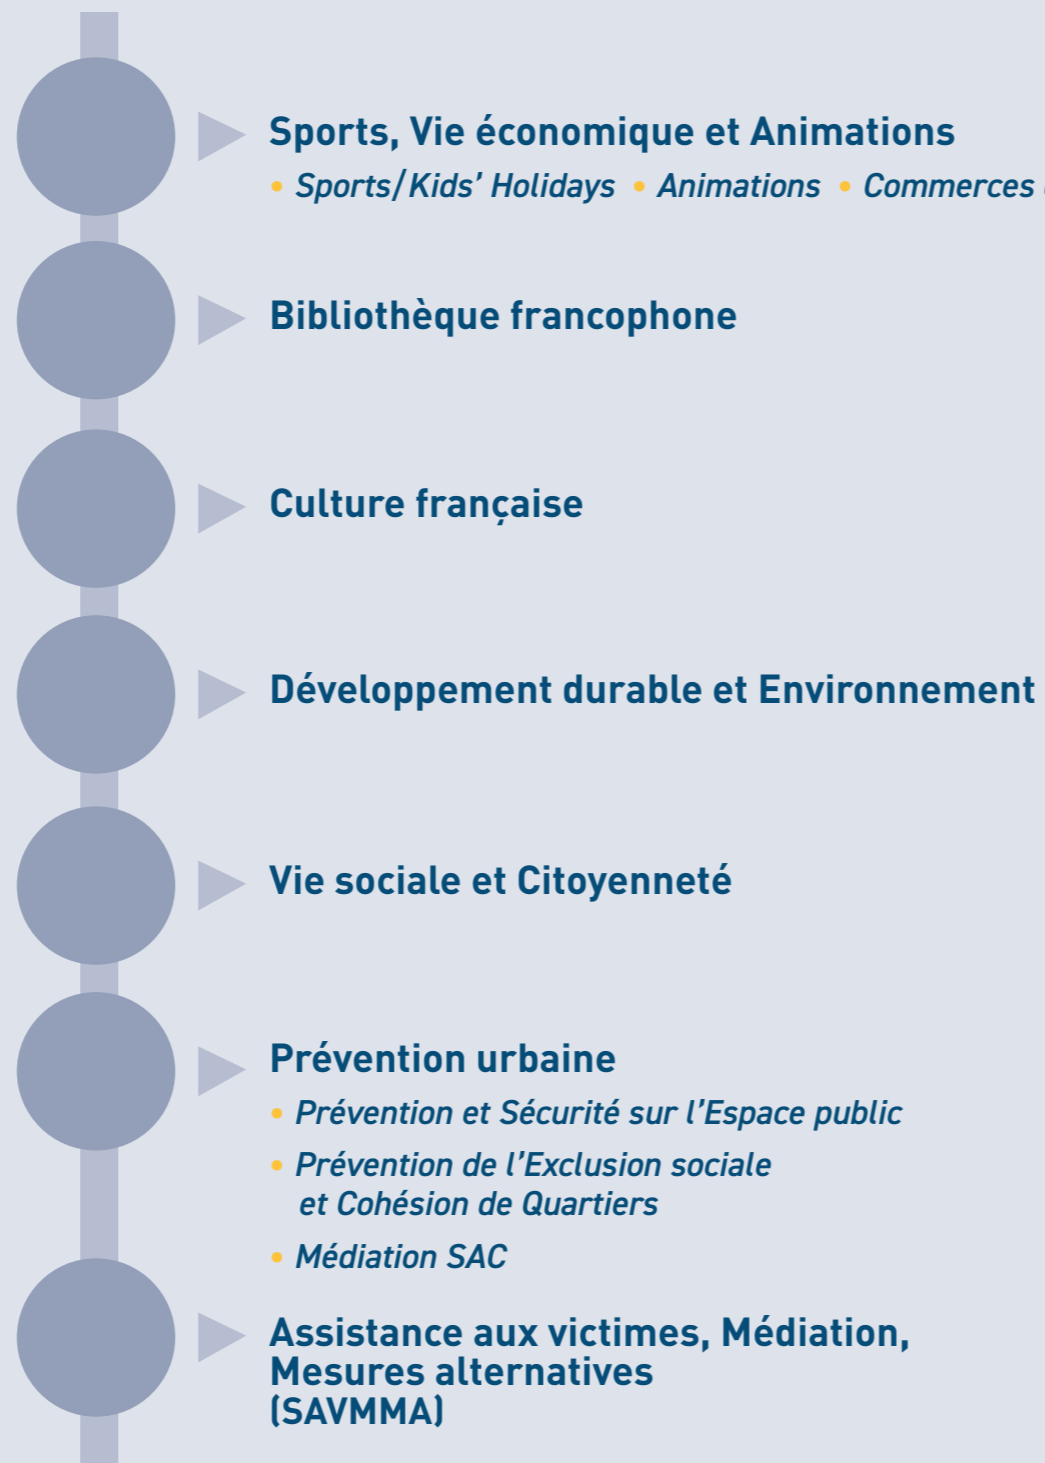 Sports, Vie économique et Animations
• Sports/Kids’ Holidays • Animations • Commerces
Bibliothèque francophone
Culture française
Développement durable et Environnement
Vie sociale et Citoyenneté
Prévention urbaine
• Prévention et Sécurité sur l’Espace public
• Prévention de l’Exclusion sociale
et Cohésion de Quartiers
• Médiation SAC
Assistance aux victimes, Médiation,
Mesures alternatives
(SAVMMA)